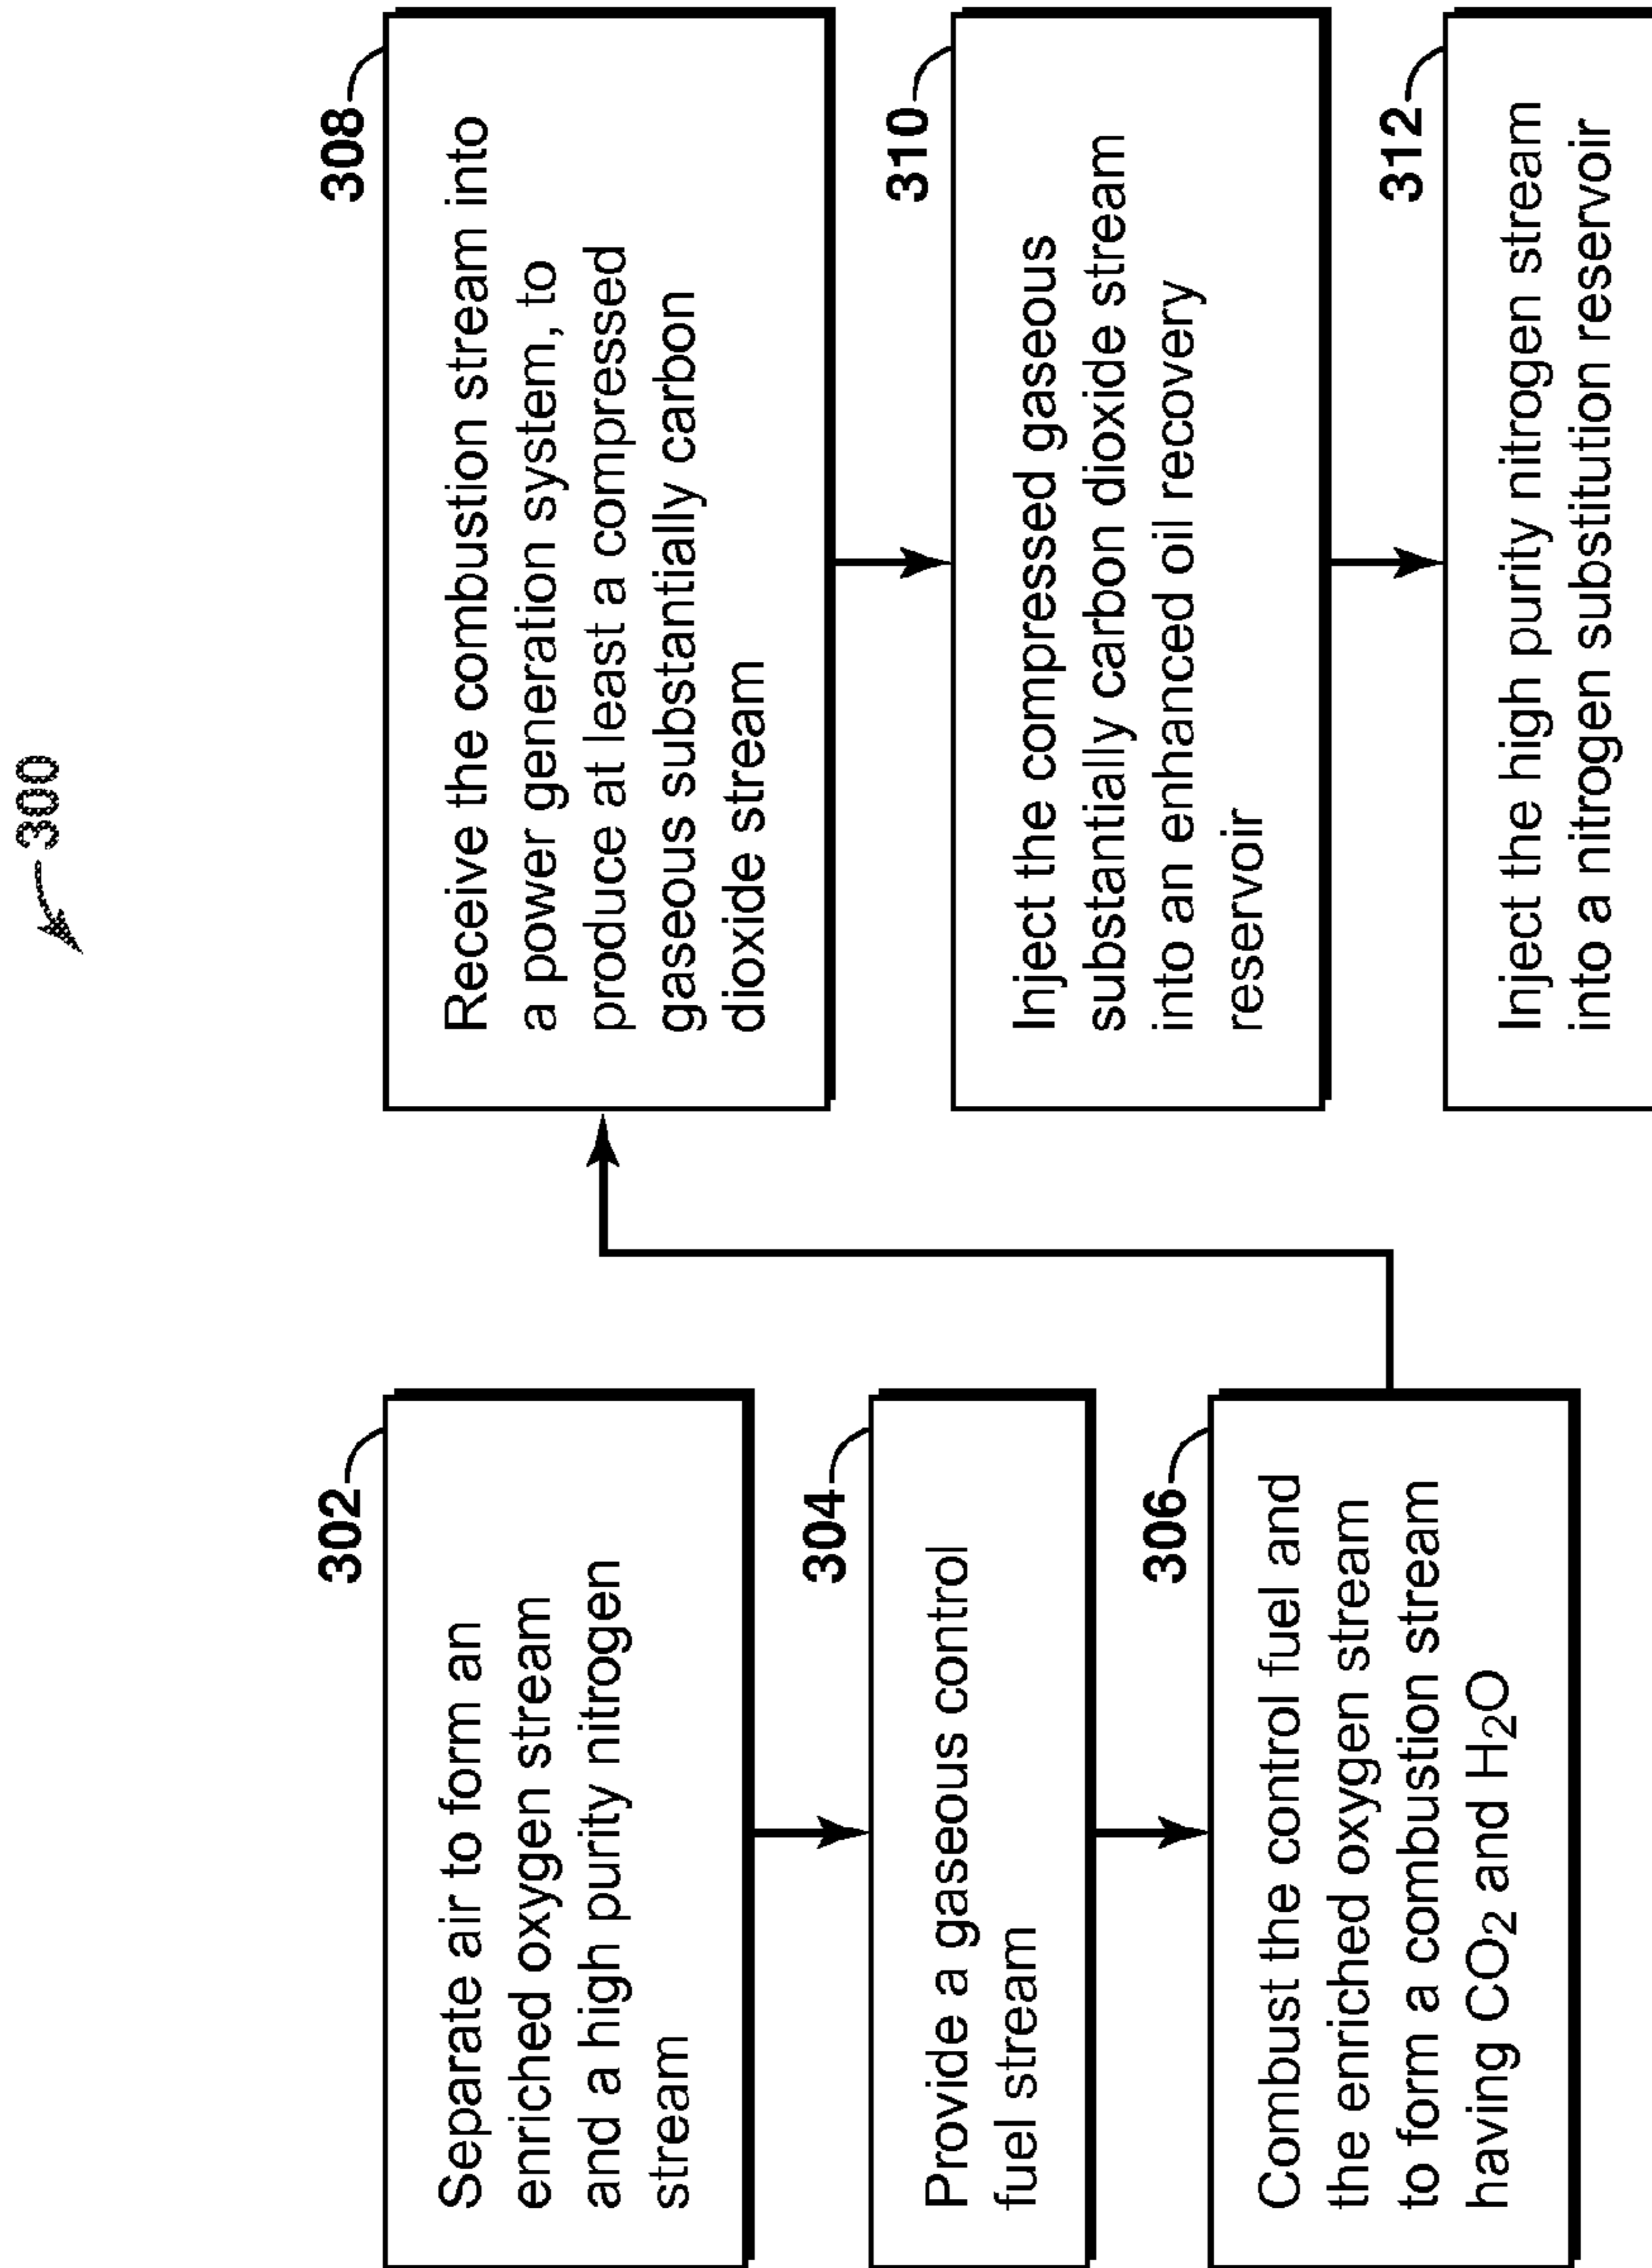 300
302
Separate air to form an
enriched oxygen stream
and a high purity nitrogen
stream
304
Provide a gaseous control
fuel stream
306
Combust the control fuel and
the enriched oxygen stream
to form a combustion stream
having CO₂ and H₂O
308
Receive the combustion stream into
a power generation system, to
produce at least a compressed
gaseous substantially carbon
dioxide stream
310
Inject the compressed gaseous
substantially carbon dioxide stream
into an enhanced oil recovery
reservoir
312
Inject the high purity nitrogen stream
into a nitrogen substitution reservoir